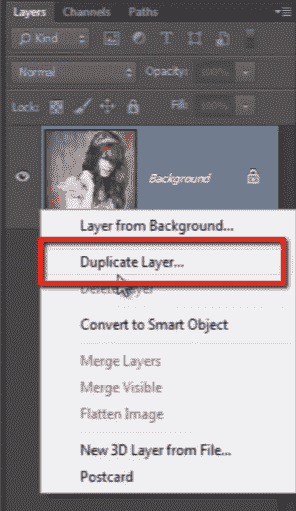 Layers Channels Paths
Kind
Normal Opacity: 100%
Lock: Fill: 100%
Background
Layer from Background...
Duplicate Layer...
Delete Layer
Convert to Smart Object
Merge Layers
Merge Visible
Flatten Image
New 3D Layer from File...
Postcard